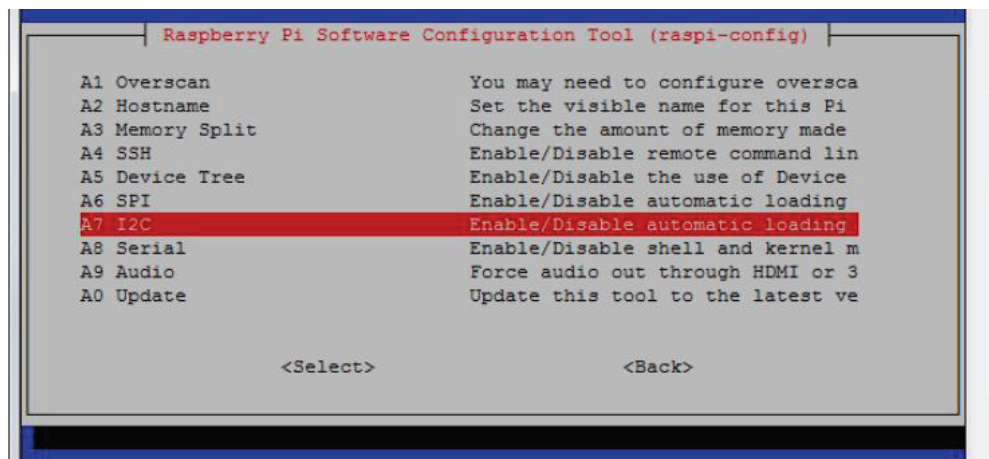 Raspberry Pi Software Configuration Tool (raspi-config)
A1 Overscan You may need to configure oversca
A2 Hostname Set the visible name for this Pi
A3 Memory Split Change the amount of memory made
A4 SSH Enable/Disable remote command lin
A5 Device Tree Enable/Disable the use of Device
A6 SPI Enable/Disable automatic loading
A7 I2C Enable/Disable automatic loading
A8 Serial Enable/Disable shell and kernel m
A9 Audio Force audio out through HDMI or 3
A0 Update Update this tool to the latest ve
<Select> <Back>